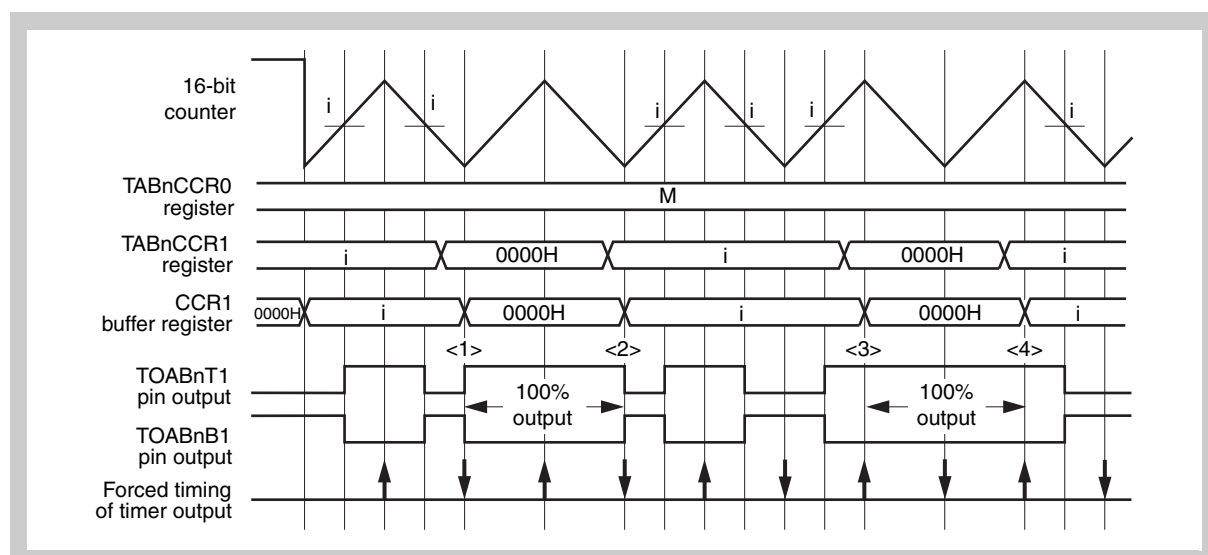 16-bit
counter
i i i i i i
TABnCCR0
register
M
TABnCCR1
register
i 0000H i 0000H i
CCR1
buffer register
0000H i 0000H i 0000H i
<1> <2> <3> <4>
TOABnT1
pin output
100%
output
100%
output
TOABnB1
pin output
Forced timing
of timer output